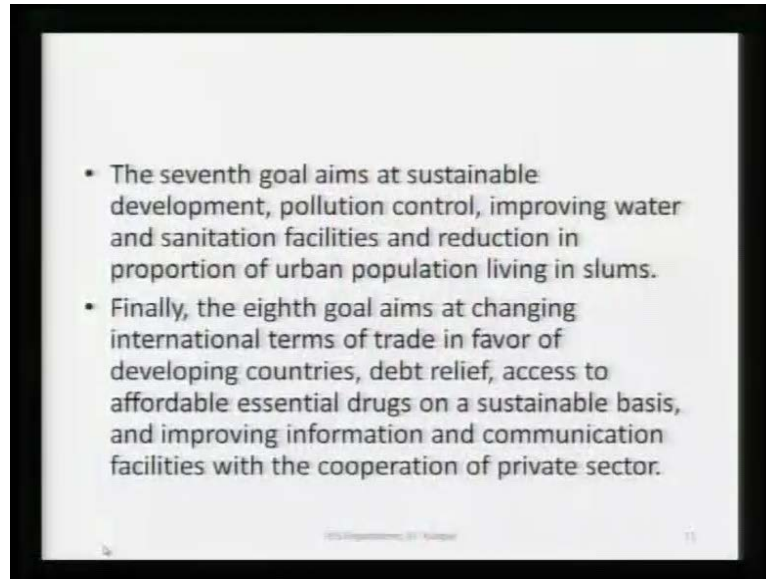 • The seventh goal aims at sustainable
development, pollution control, improving water
and sanitation facilities and reduction in
proportion of urban population living in slums.
• Finally, the eighth goal aims at changing
international terms of trade in favor of
developing countries, debt relief, access to
affordable essential drugs on a sustainable basis,
and improving information and communication
facilities with the cooperation of private sector.